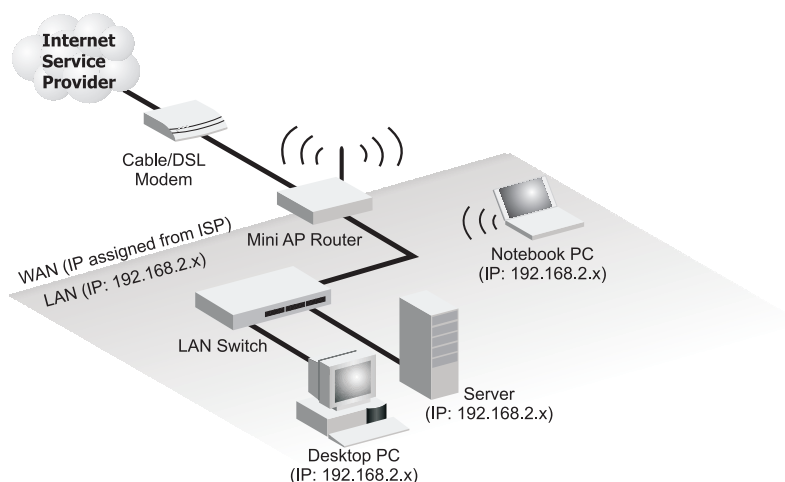 Internet
Service
Provider
Cable/DSL
Modem
Mini AP Router
WAN (IP assigned from ISP)
LAN (IP: 192.168.2.x)
Notebook PC
(IP: 192.168.2.x)
LAN Switch
Server
(IP: 192.168.2.x)
Desktop PC
(IP: 192.168.2.x)